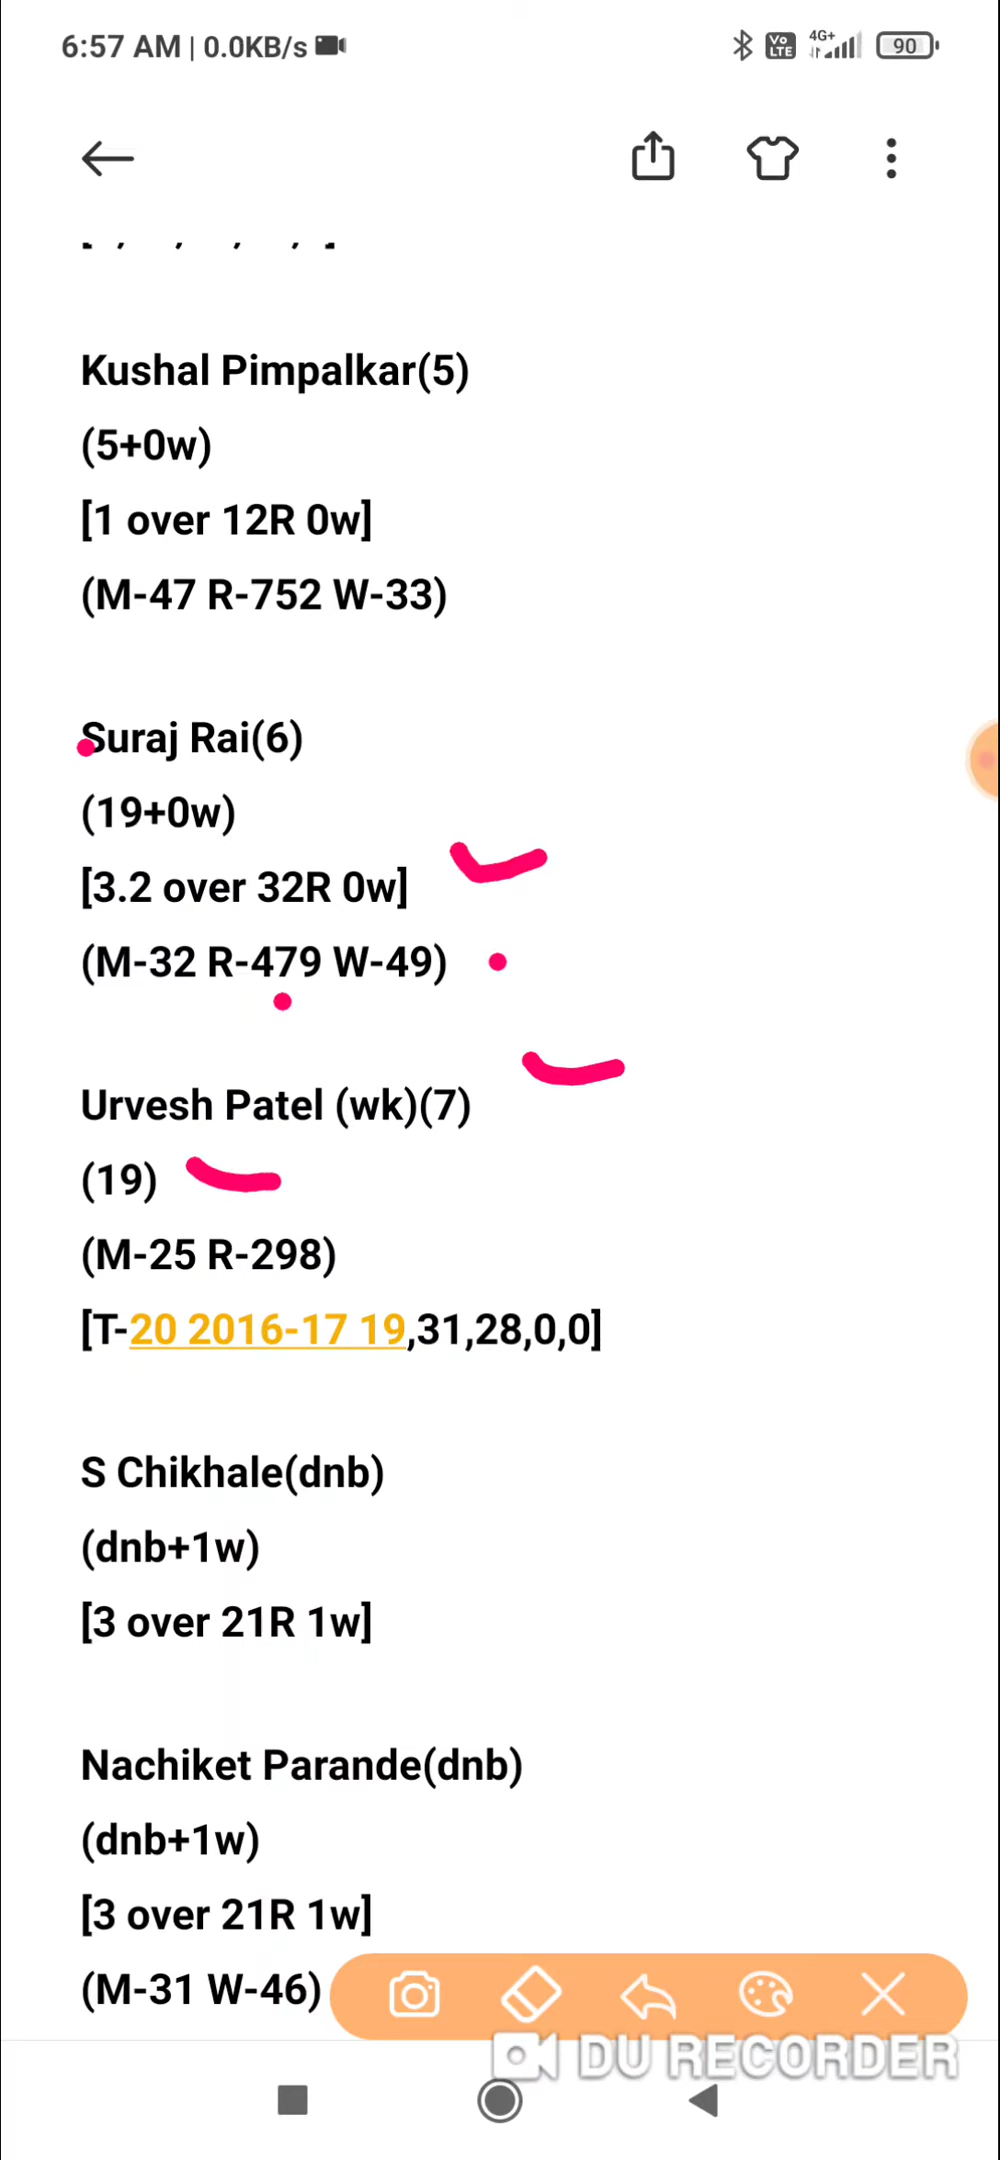 6:57 AM | 0.0KB/s Vo LTE 4G+ 90
Kushal Pimpalkar(5)
(5+0w)
[1 over 12R 0w]
(M-47 R-752 W-33)
Suraj Rai(6)
(19+0w)
[3.2 over 32R 0w]
(M-32 R-479 W-49)
Urvesh Patel (wk)(7)
(19)
(M-25 R-298)
[T-20 2016-17 19,31,28,0,0]
S Chikhale(dnb)
(dnb+1w)
[3 over 21R 1w]
Nachiket Parande(dnb)
(dnb+1w)
[3 over 21R 1w]
(M-31 W-46)
DU RECORDER